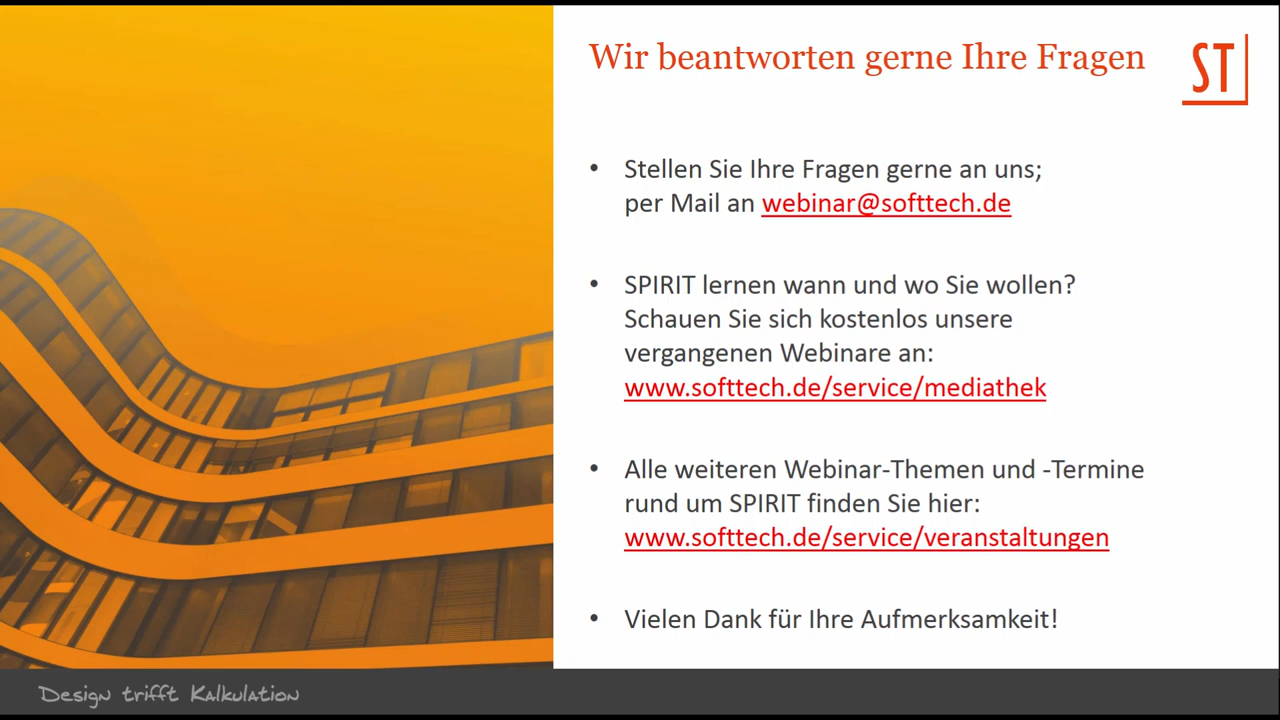 Wir beantworten gerne Ihre Fragen
ST
• Stellen Sie Ihre Fragen gerne an uns;
per Mail an webinar@softtech.de
• SPIRIT lernen wann und wo Sie wollen?
Schauen Sie sich kostenlos unsere
vergangenen Webinare an:
www.softtech.de/service/mediathek
• Alle weiteren Webinar-Themen und -Termine
rund um SPIRIT finden Sie hier:
www.softtech.de/service/veranstaltungen
• Vielen Dank für Ihre Aufmerksamkeit!
Design trifft Kalkulation